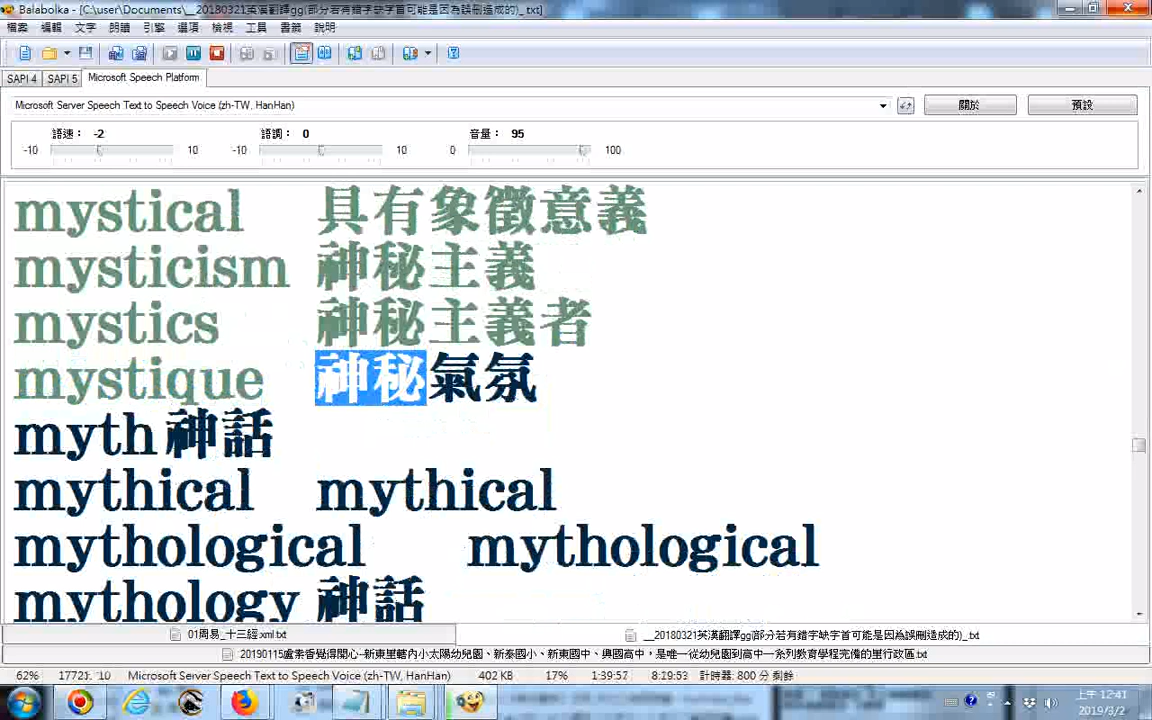 Balabolka - [C:\user\Documents\__20180321英漢翻譯gg(部分若有錯字缺字首可能是因為誤刪造成的)_.txt]
檔案 編輯 文字 朗讀 引擎 選項 檢視 工具 書籤 說明
SAPI 4 SAPI 5 Microsoft Speech Platform
Microsoft Server Speech Text to Speech Voice (zh-TW, HanHan) 關於 預設
語速： -2 語調： 0 音量： 95
-10 10 -10 10 0 100
mystical 具有象徵意義
mysticism 神秘主義
mystics 神秘主義者
mystique 神秘氣氛
myth 神話
mythical mythical
mythological mythological
mythology 神話
01周易_十三經.xml.txt __20180321英漢翻譯gg(部分若有錯字缺字首可能是因為誤刪造成的)_.txt
20190115盧素香覺得開心-新東里轄內小太陽幼兒園、新泰國小、新東國中、興國高中，是唯一從幼兒園到高中一系列教育學程完備的里行政區.txt
62% 17721: 10 Microsoft Server Speech Text to Speech Voice (zh-TW, HanHan) 402 KB 17% 1:39:57 8:19:53 計時器: 800 分 剩餘
上午 12:41
2019/3/2